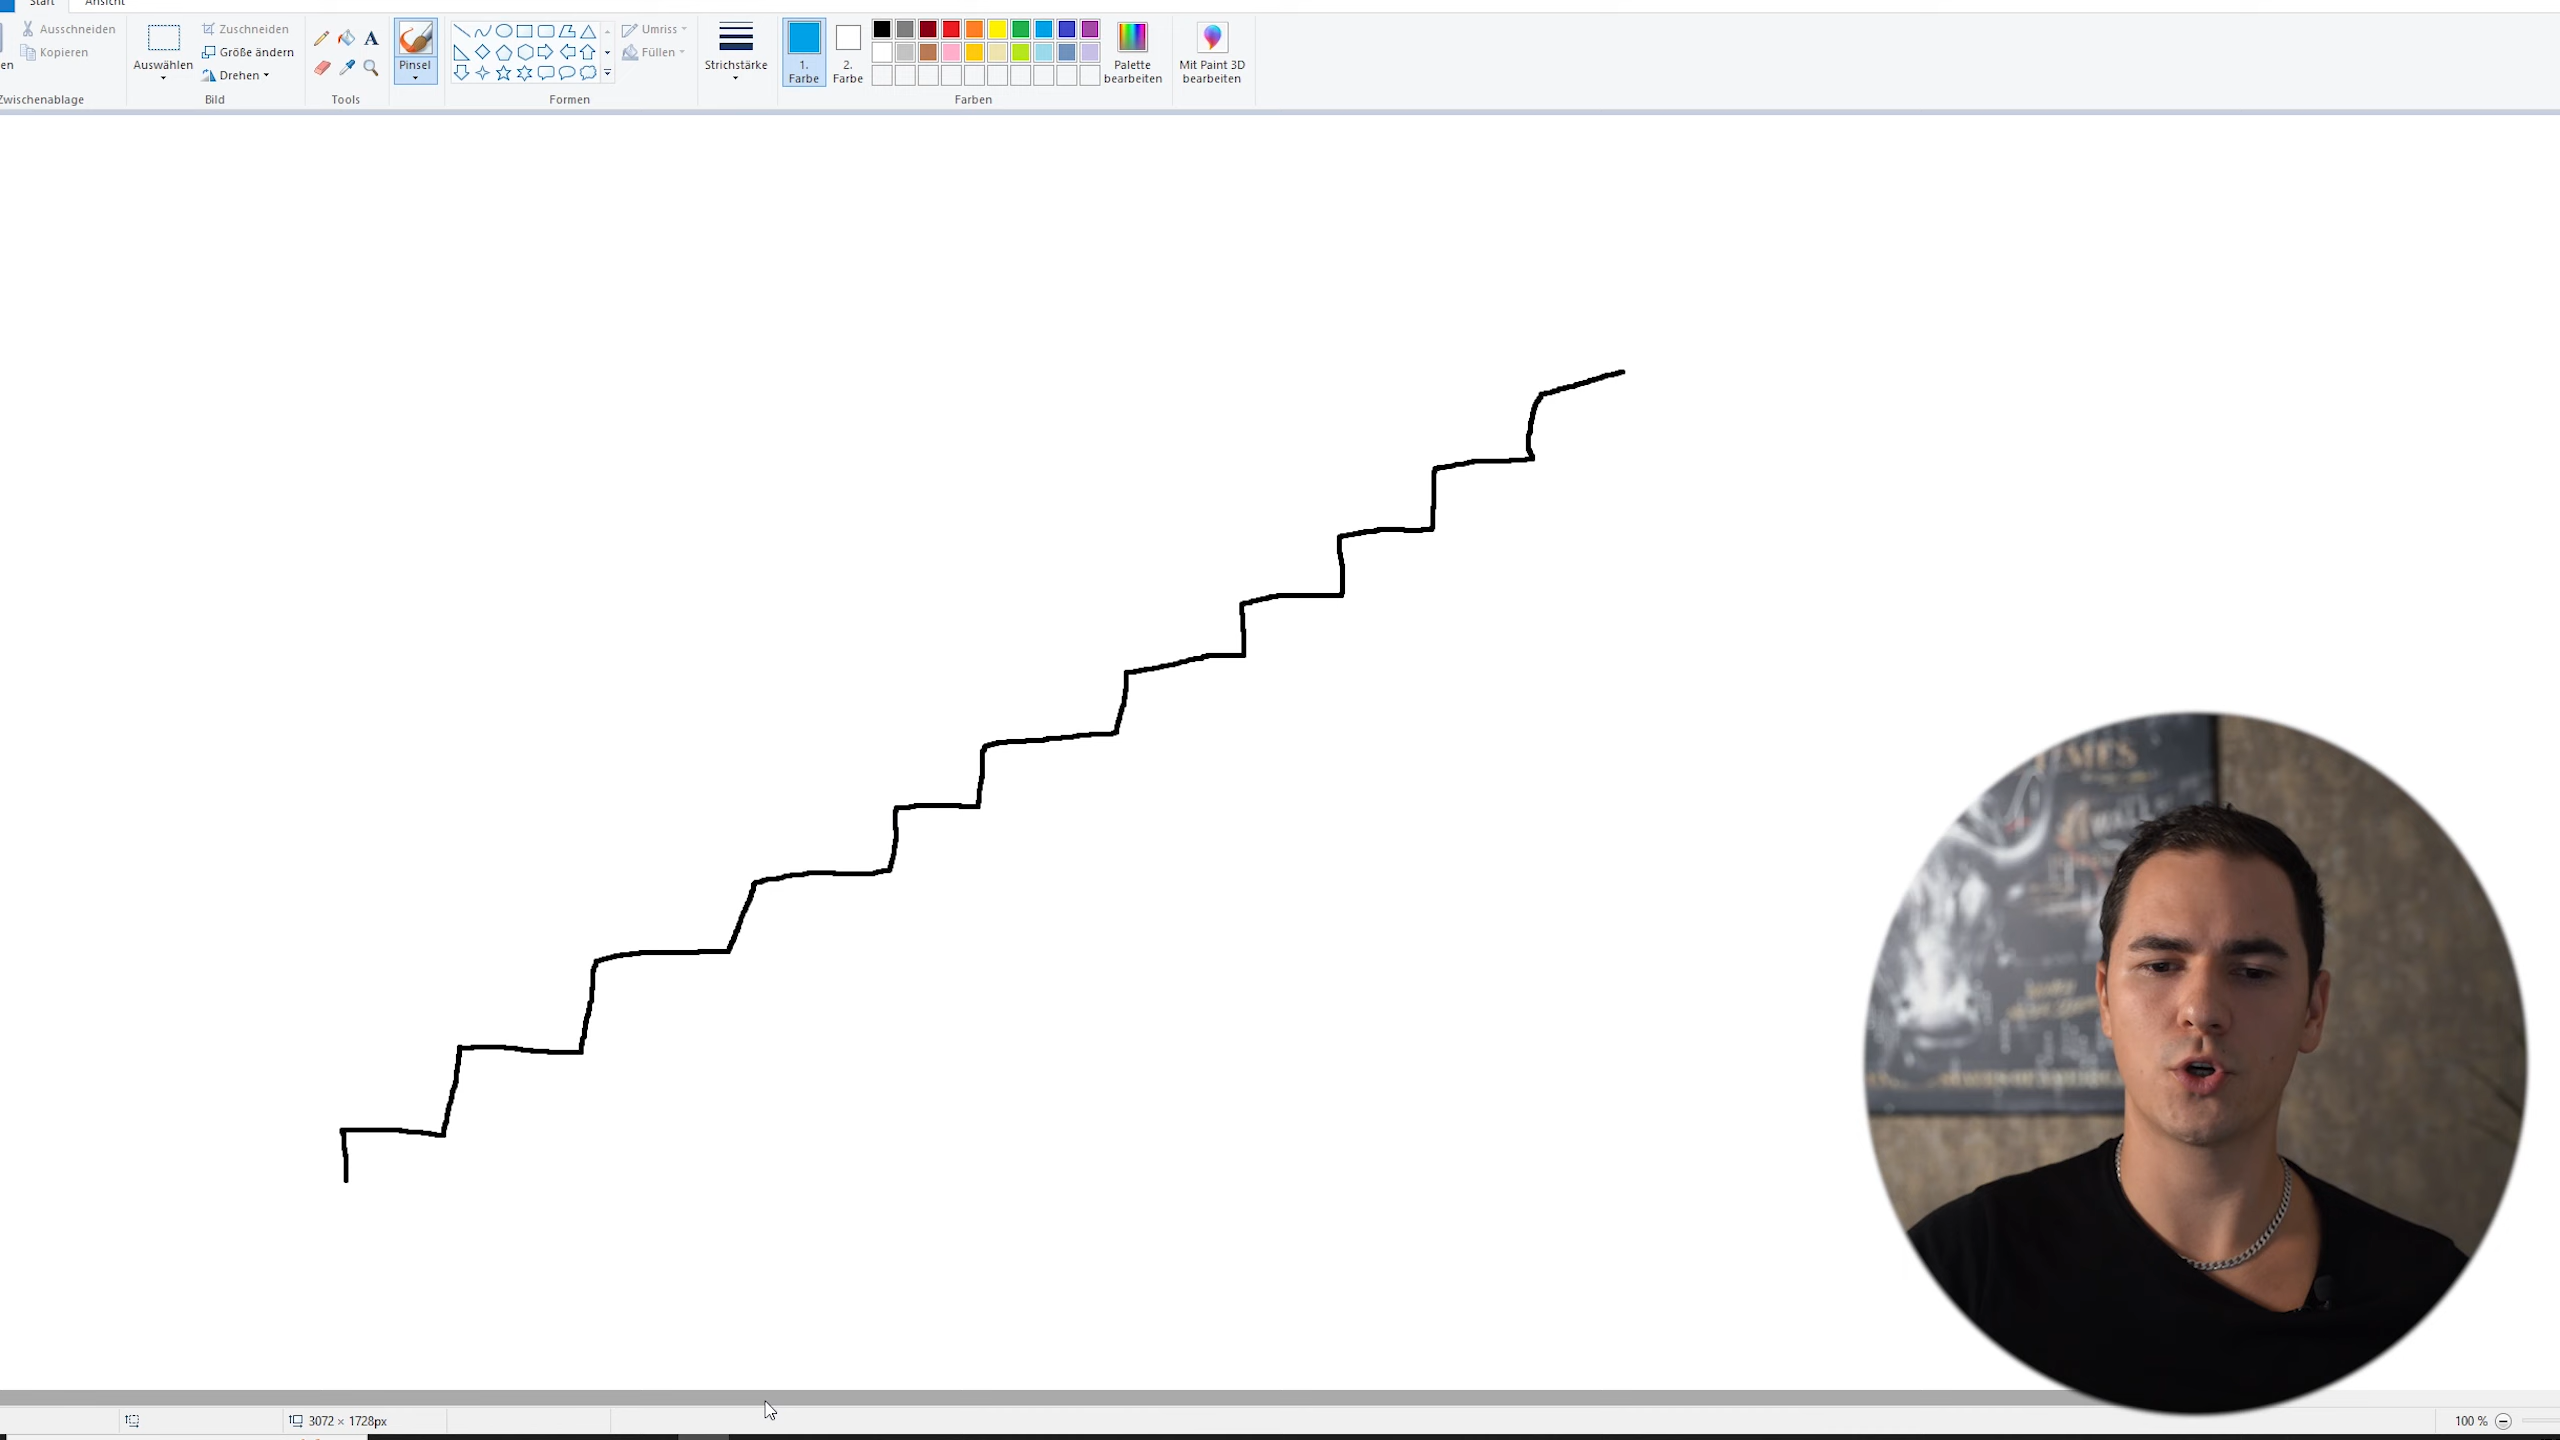 Start Ansicht
Ausschneiden
Kopieren
en
Zwischenablage
Auswählen
Zuschneiden
Größe ändern
Drehen
Bild
A
Tools
Pinsel
Formen
Umriss
Füllen
Strichstärke
1.
Farbe
2.
Farbe
Farben
Palette
bearbeiten
Mit Paint 3D
bearbeiten
3072 × 1728px
100 %